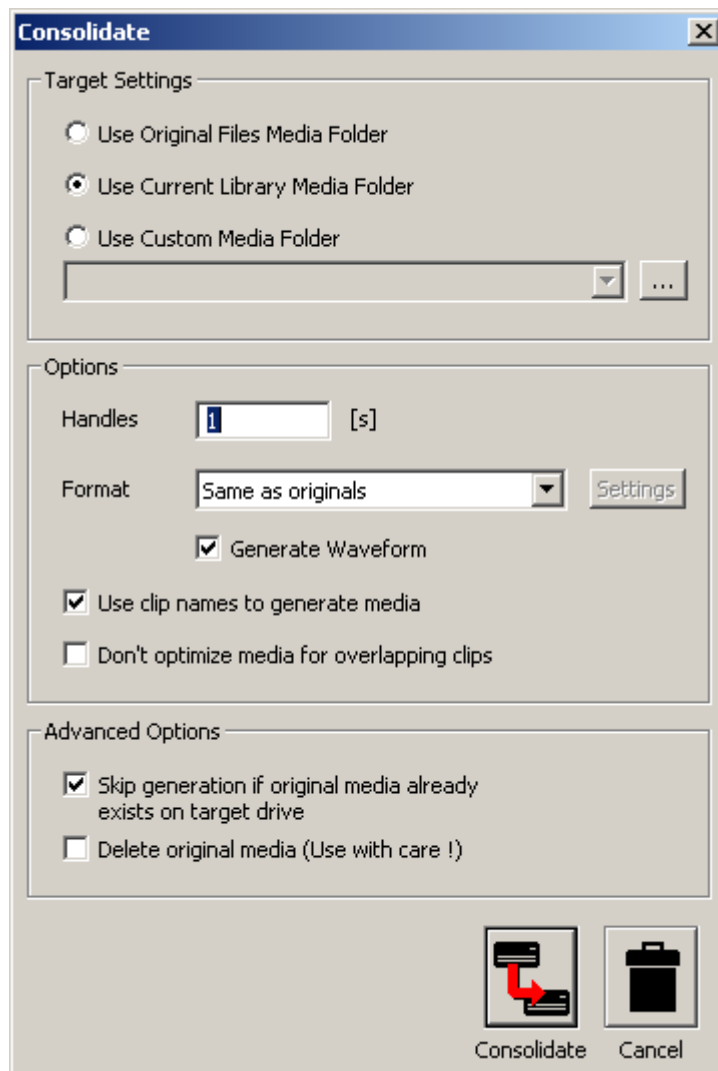 Consolidate
Target Settings
Use Original Files Media Folder
Use Current Library Media Folder
Use Custom Media Folder
...
Options
Handles 1 [s]
Format Same as originals Settings
Generate Waveform
Use clip names to generate media
Don't optimize media for overlapping clips
Advanced Options
Skip generation if original media already
exists on target drive
Delete original media (Use with care !)
Consolidate Cancel